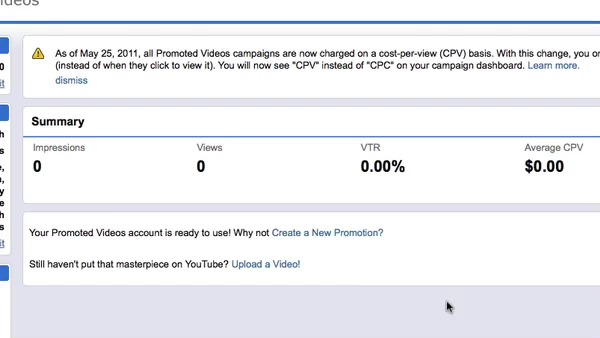 ideos
As of May 25, 2011, all Promoted Videos campaigns are now charged on a cost-per-view (CPV) basis. With this change, you on
(instead of when they click to view it). You will now see "CPV" instead of "CPC" on your campaign dashboard. Learn more.
dismiss
0
it
Summary
h
s
Impressions Views VTR Average CPV
0 0 0.00% $0.00
e,
,
y
e
h
s
Your Promoted Videos account is ready to use! Why not Create a New Promotion?
it
Still haven't put that masterpiece on YouTube? Upload a Video!